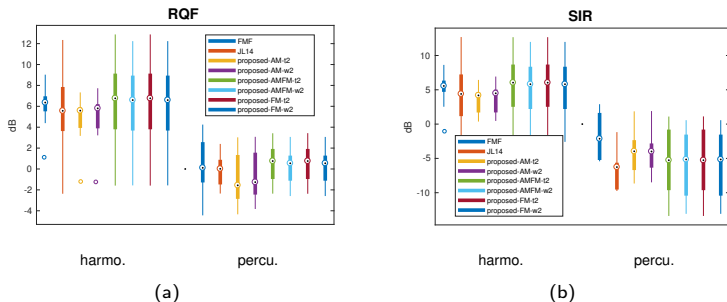 RQF
12
10
8
6
4
2
0
-2
-4
dB
FMF
JL14
proposed-AM-t2
proposed-AM-w2
proposed-AMFM-t2
proposed-AMFM-w2
proposed-FM-t2
proposed-FM-w2
harmo.
percu.
(a)
SIR
10
5
0
-5
-10
dB
FMF
JL14
proposed-AM-t2
proposed-AM-w2
proposed-AMFM-t2
proposed-AMFM-w2
proposed-FM-t2
proposed-FM-w2
harmo.
percu.
(b)